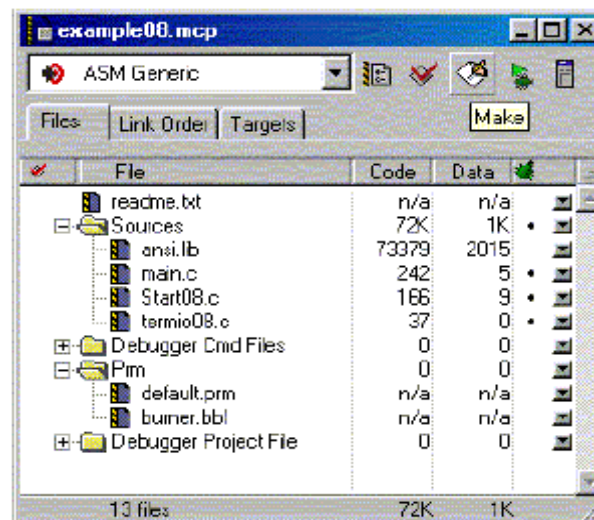 example08.mcp
ASM Generic
Files Link Order Targets
Make
File Code Data
readme.txt n/a n/a
Sources 72K 1K
ansi.lib 73379 2015
main.c 242 5
Start08.c 166 9
termio08.c 37 0
Debugger Cmd Files 0 0
Prm 0 0
default.prm n/a n/a
burner.bbl n/a n/a
Debugger Project File 0 0
13 files 72K 1K